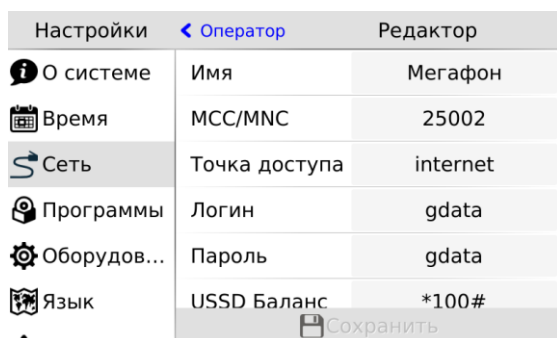 Настройки
Оператор
Редактор
О системе
Время
Сеть
Программы
Оборудов...
Язык
Имя
Мегафон
MCC/MNC
25002
Точка доступа
internet
Логин
gdata
Пароль
gdata
USSD Баланс
*100#
Сохранить